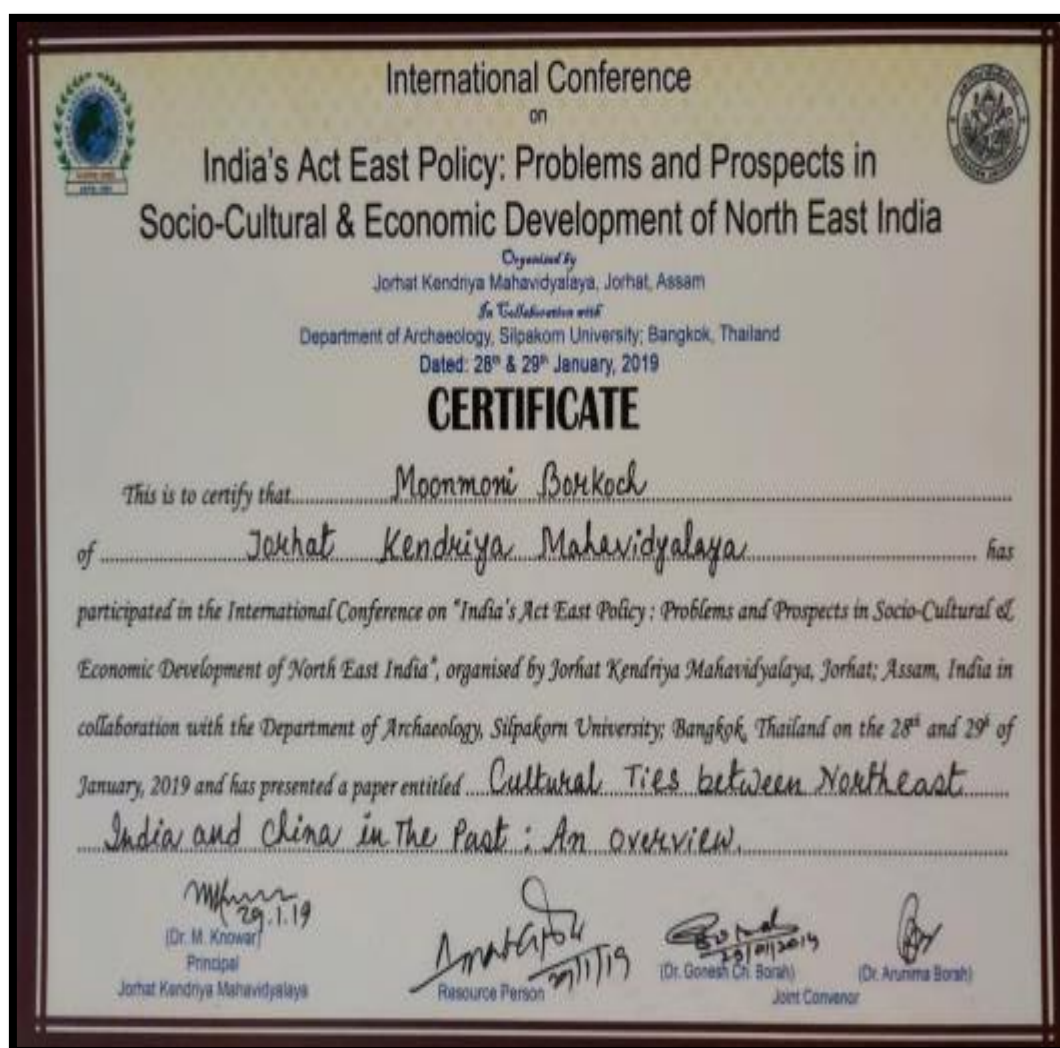 International Conference
on
India's Act East Policy: Problems and Prospects in
Socio-Cultural & Economic Development of North East India
Organised by
Jorhat Kendriya Mahavidyalaya, Jorhat, Assam
In Collaboration with
Department of Archaeology, Silpakorn University; Bangkok, Thailand
Dated: 28th & 29th January, 2019
CERTIFICATE
This is to certify that Moonmoni Borkoch
of Jorhat Kendriya Mahavidyalaya has
participated in the International Conference on "India's Act East Policy : Problems and Prospects in Socio-Cultural &
Economic Development of North East India", organised by Jorhat Kendriya Mahavidyalaya, Jorhat; Assam, India in
collaboration with the Department of Archaeology, Silpakorn University; Bangkok, Thailand on the 28th and 29th of
January, 2019 and has presented a paper entitled Cultural Ties between Northeast
India and China in The Past : An overview.
29.1.19
29/1/19
29/01/2019
(Dr. M. Knowar)
Principal
Jorhat Kendriya Mahavidyalaya
Resource Person
(Dr. Gonesh Ch. Borah)
(Dr. Arunima Borah)
Joint Convenor